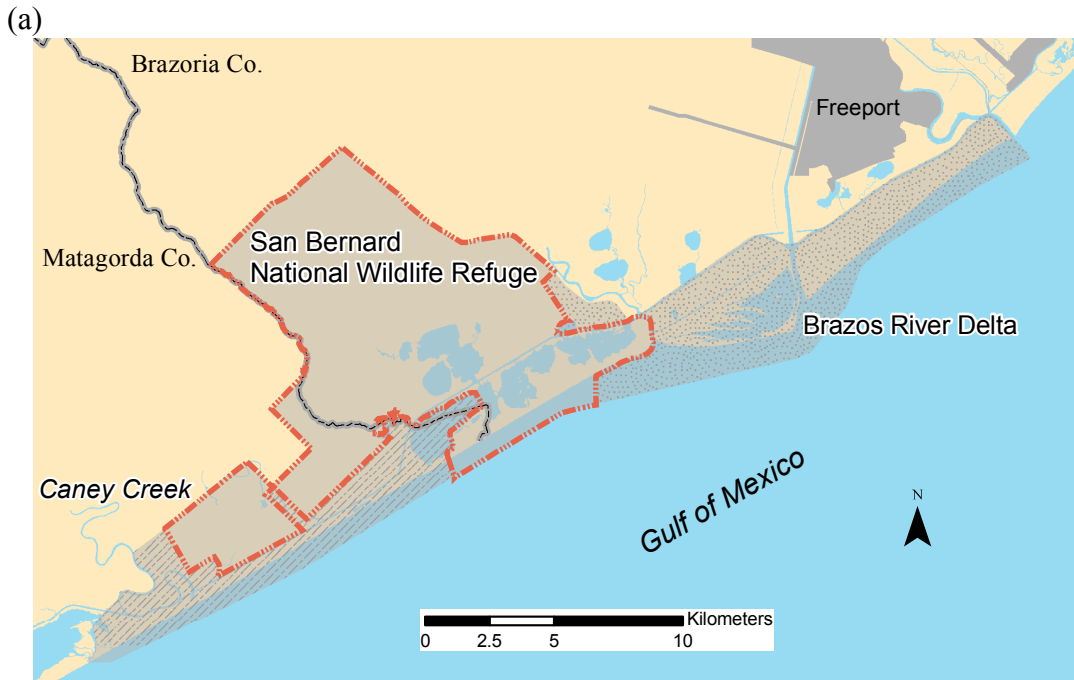 (a)
Brazoria Co.
Freeport
Matagorda Co.
San Bernard
National Wildlife Refuge
Brazos River Delta
Caney Creek
Gulf of Mexico
N
Kilometers
0 2.5 5 10